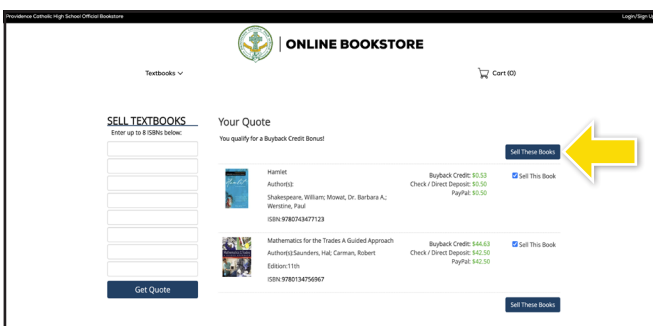 Providence Catholic High School Official Bookstore
Login/Sign Up
ONLINE BOOKSTORE
Textbooks
Cart (0)
SELL TEXTBOOKS
Enter up to 8 ISBNs below:
Get Quote
Your Quote
You qualify for a Buyback Credit Bonus!
Sell These Books
Hamlet
Author(s):
Shakespeare, William; Mowat, Dr. Barbara A.;
Werstine, Paul
ISBN:9780743477123
Buyback Credit: $0.53
Check / Direct Deposit: $0.50
PayPal: $0.50
Sell This Book
Mathematics for the Trades A Guided Approach
Author(s):Saunders, Hal; Carman, Robert
Edition:11th
ISBN:9780134756967
Buyback Credit: $44.63
Check / Direct Deposit: $42.50
PayPal: $42.50
Sell This Book
Sell These Books